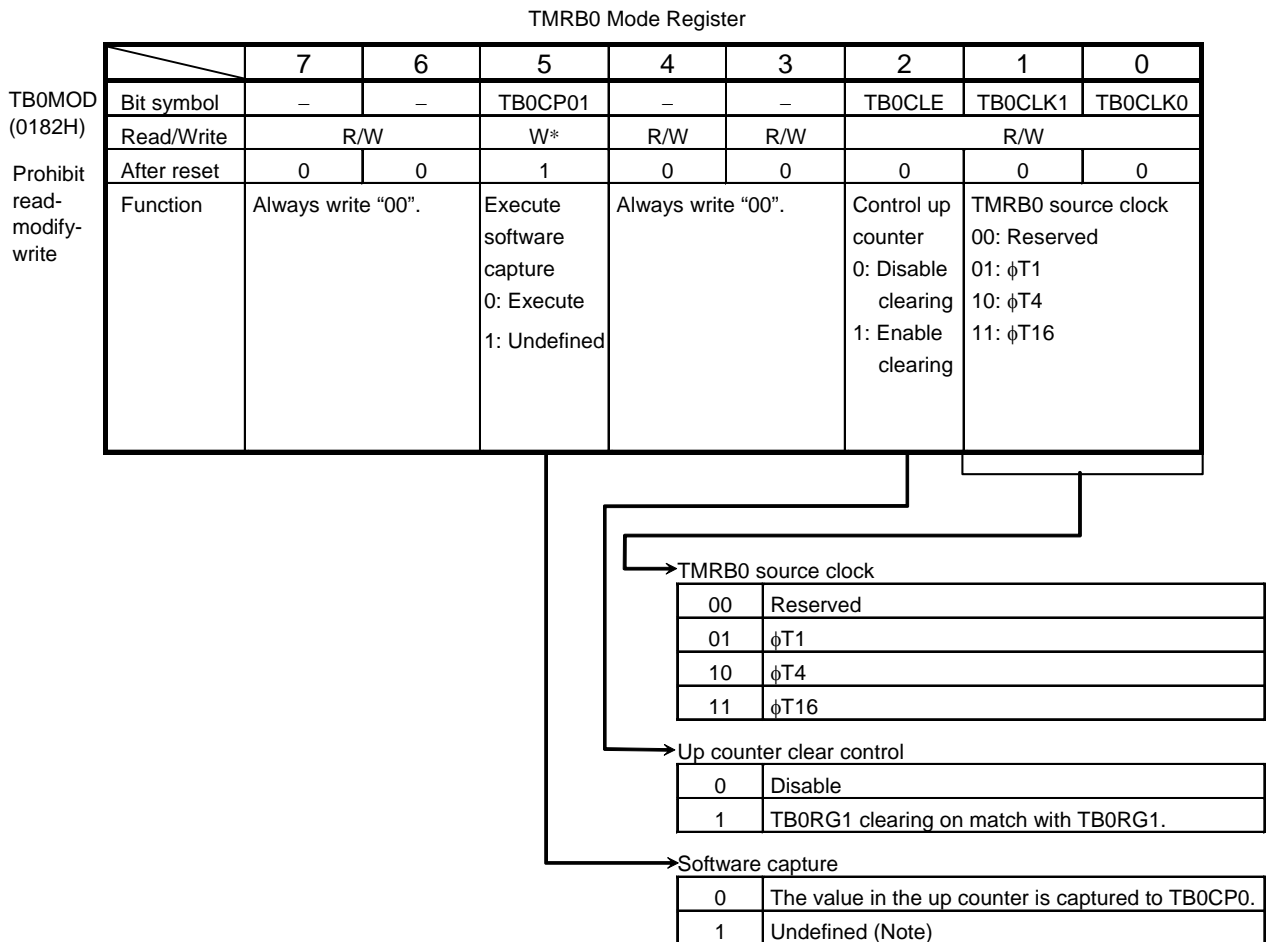 TMRB0 Mode Register
7 6 5 4 3 2 1 0
TB0MOD
(0182H)
Prohibit
read-
modify-
write
Bit symbol − − TB0CP01 − − TB0CLE TB0CLK1 TB0CLK0
Read/Write R/W W* R/W R/W R/W
After reset 0 0 1 0 0 0 0 0
Function
Always write “00”.
Execute
software
capture
0: Execute
1: Undefined
Always write “00”.
Control up
counter
0: Disable
clearing
1: Enable
clearing
TMRB0 source clock
00: Reserved
01: ϕT1
10: ϕT4
11: ϕT16
TMRB0 source clock
00 Reserved
01 ϕT1
10 ϕT4
11 ϕT16
Up counter clear control
0 Disable
1 TB0RG1 clearing on match with TB0RG1.
Software capture
0 The value in the up counter is captured to TB0CP0.
1 Undefined (Note)